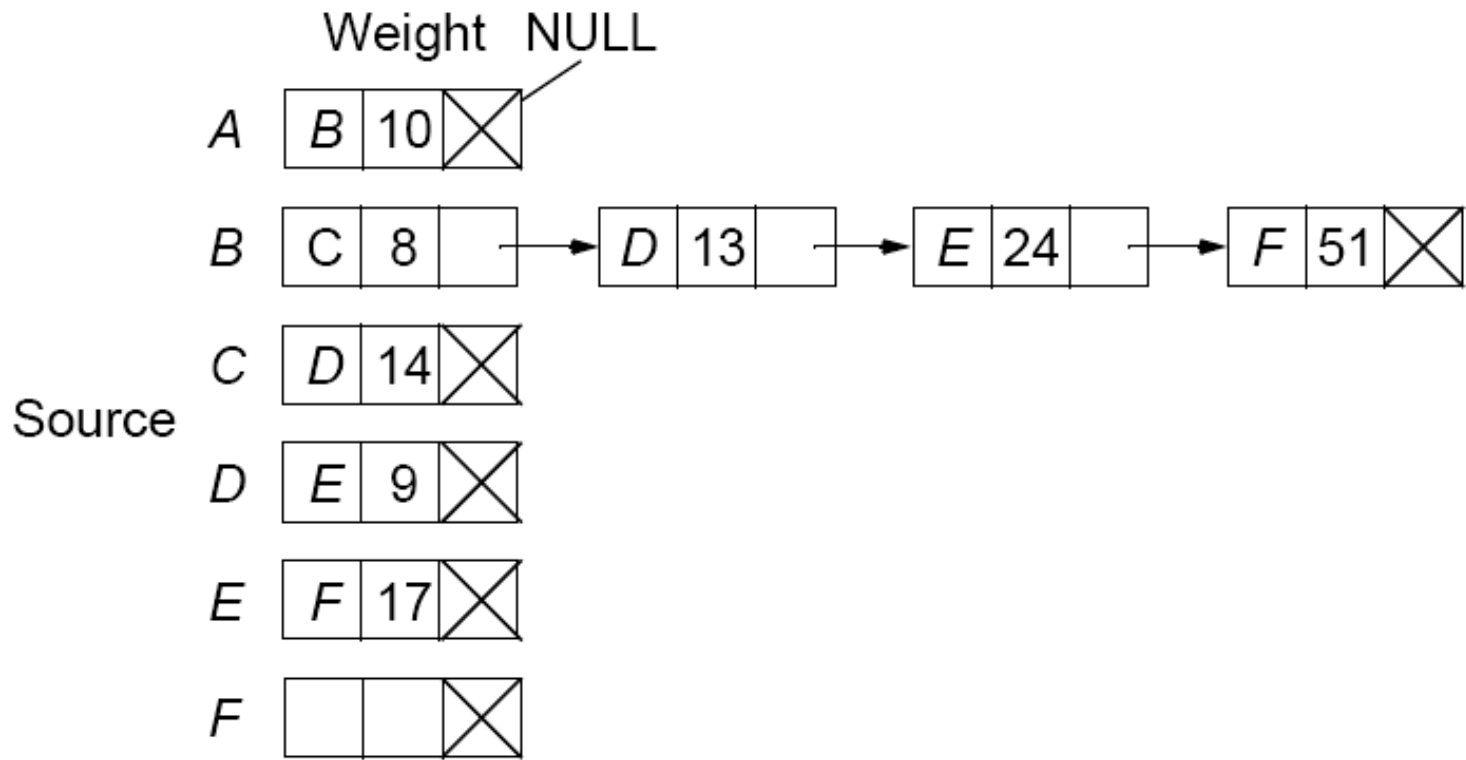 Weight NULL
A B 10
B C 8 D 13 E 24 F 51
C D 14
Source
D E 9
E F 17
F